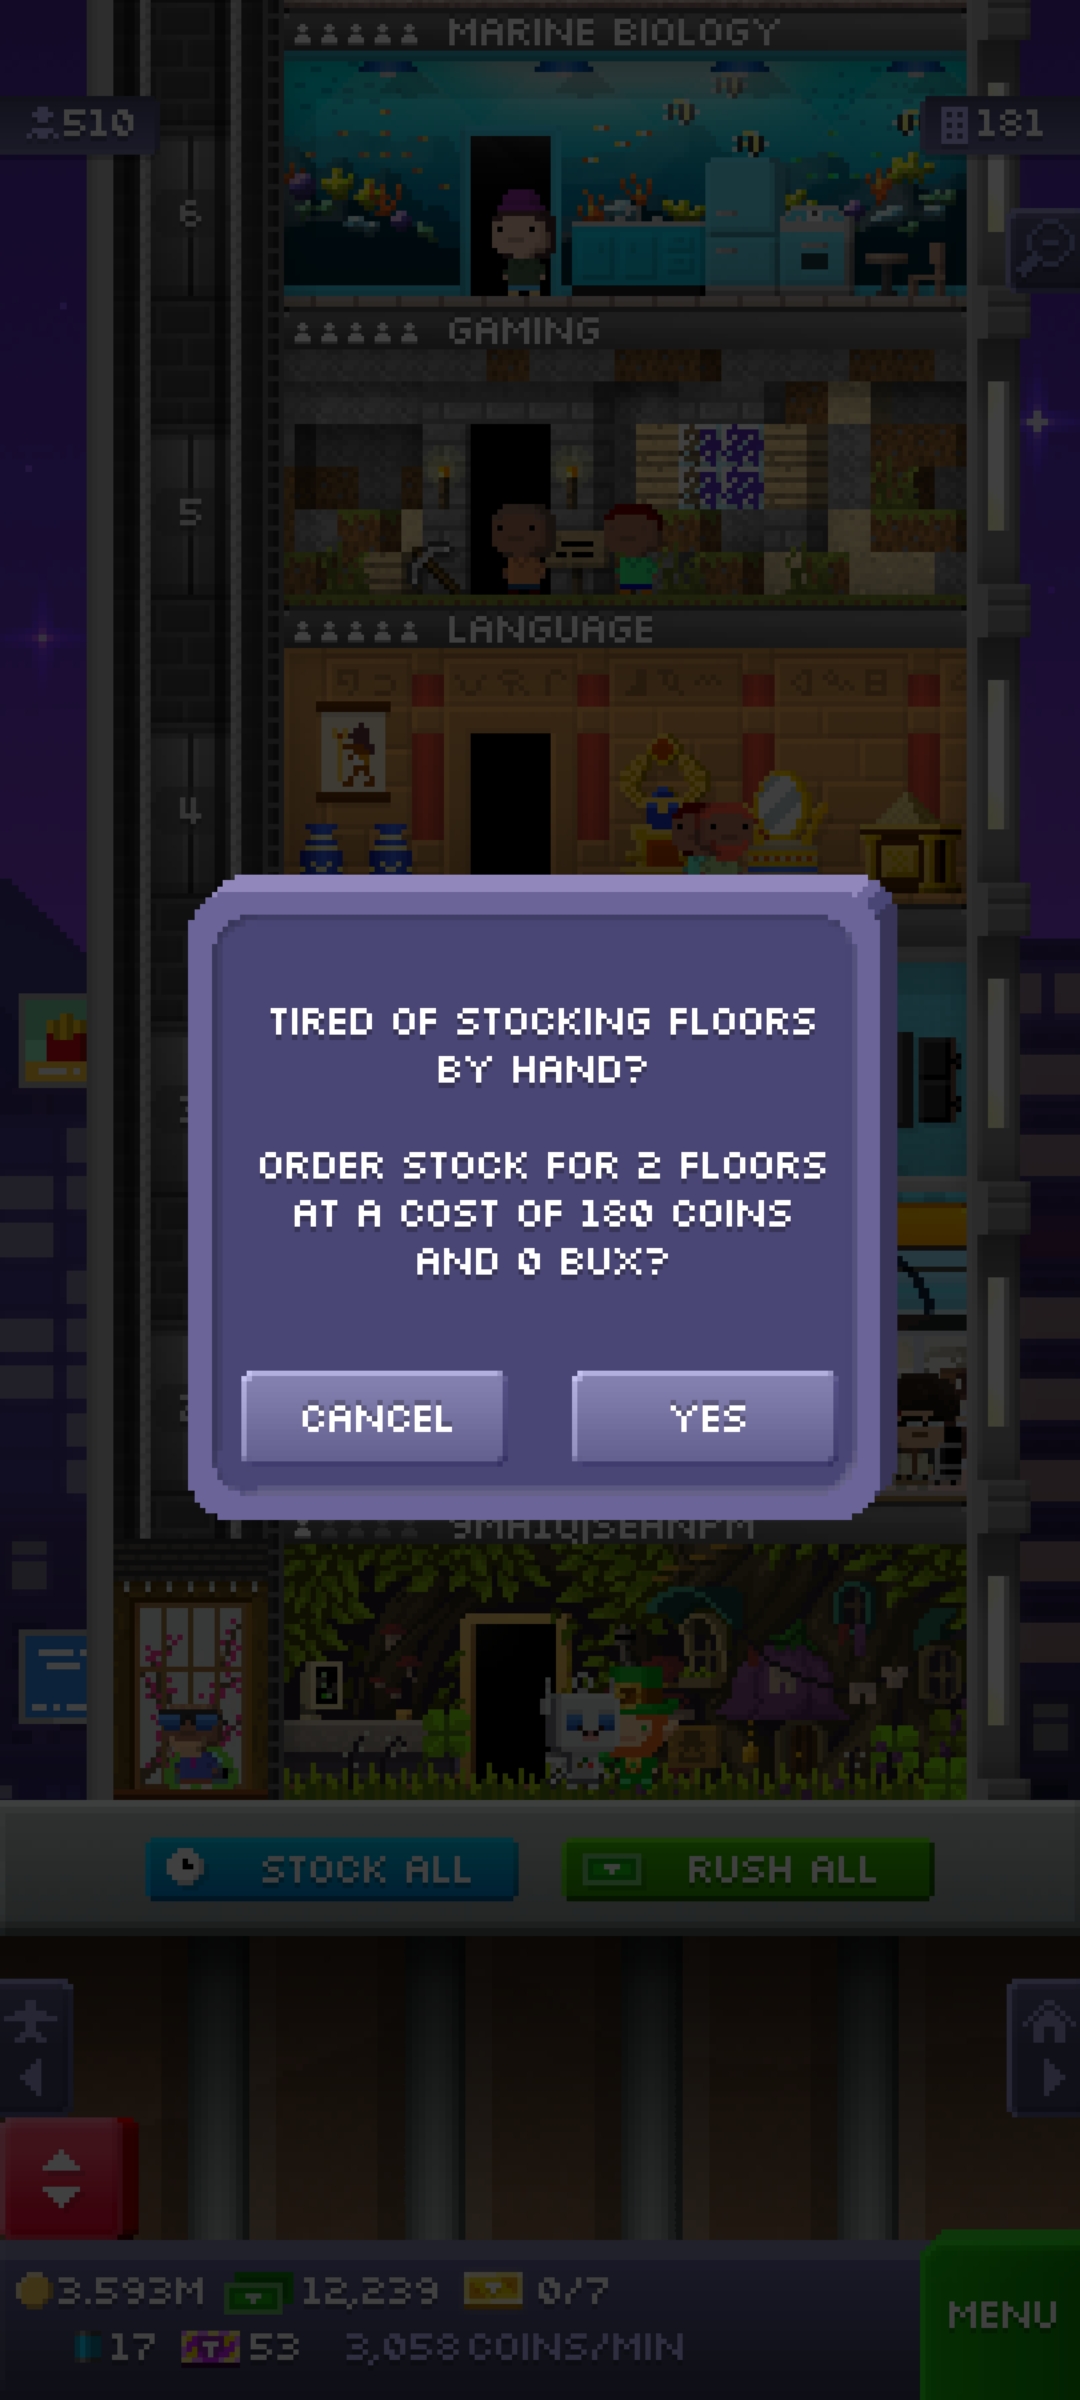 MARINE BIOLOGY
510
181
6
GAMING
5
LANGUAGE
4
TIRED OF STOCKING FLOORS
BY HAND?
ORDER STOCK FOR 2 FLOORS
AT A COST OF 180 COINS
AND 0 BUX?
CANCEL
YES
STOCK ALL
RUSH ALL
3.593M
12,239
0/7
MENU
17
53
3,058 COINS/MIN